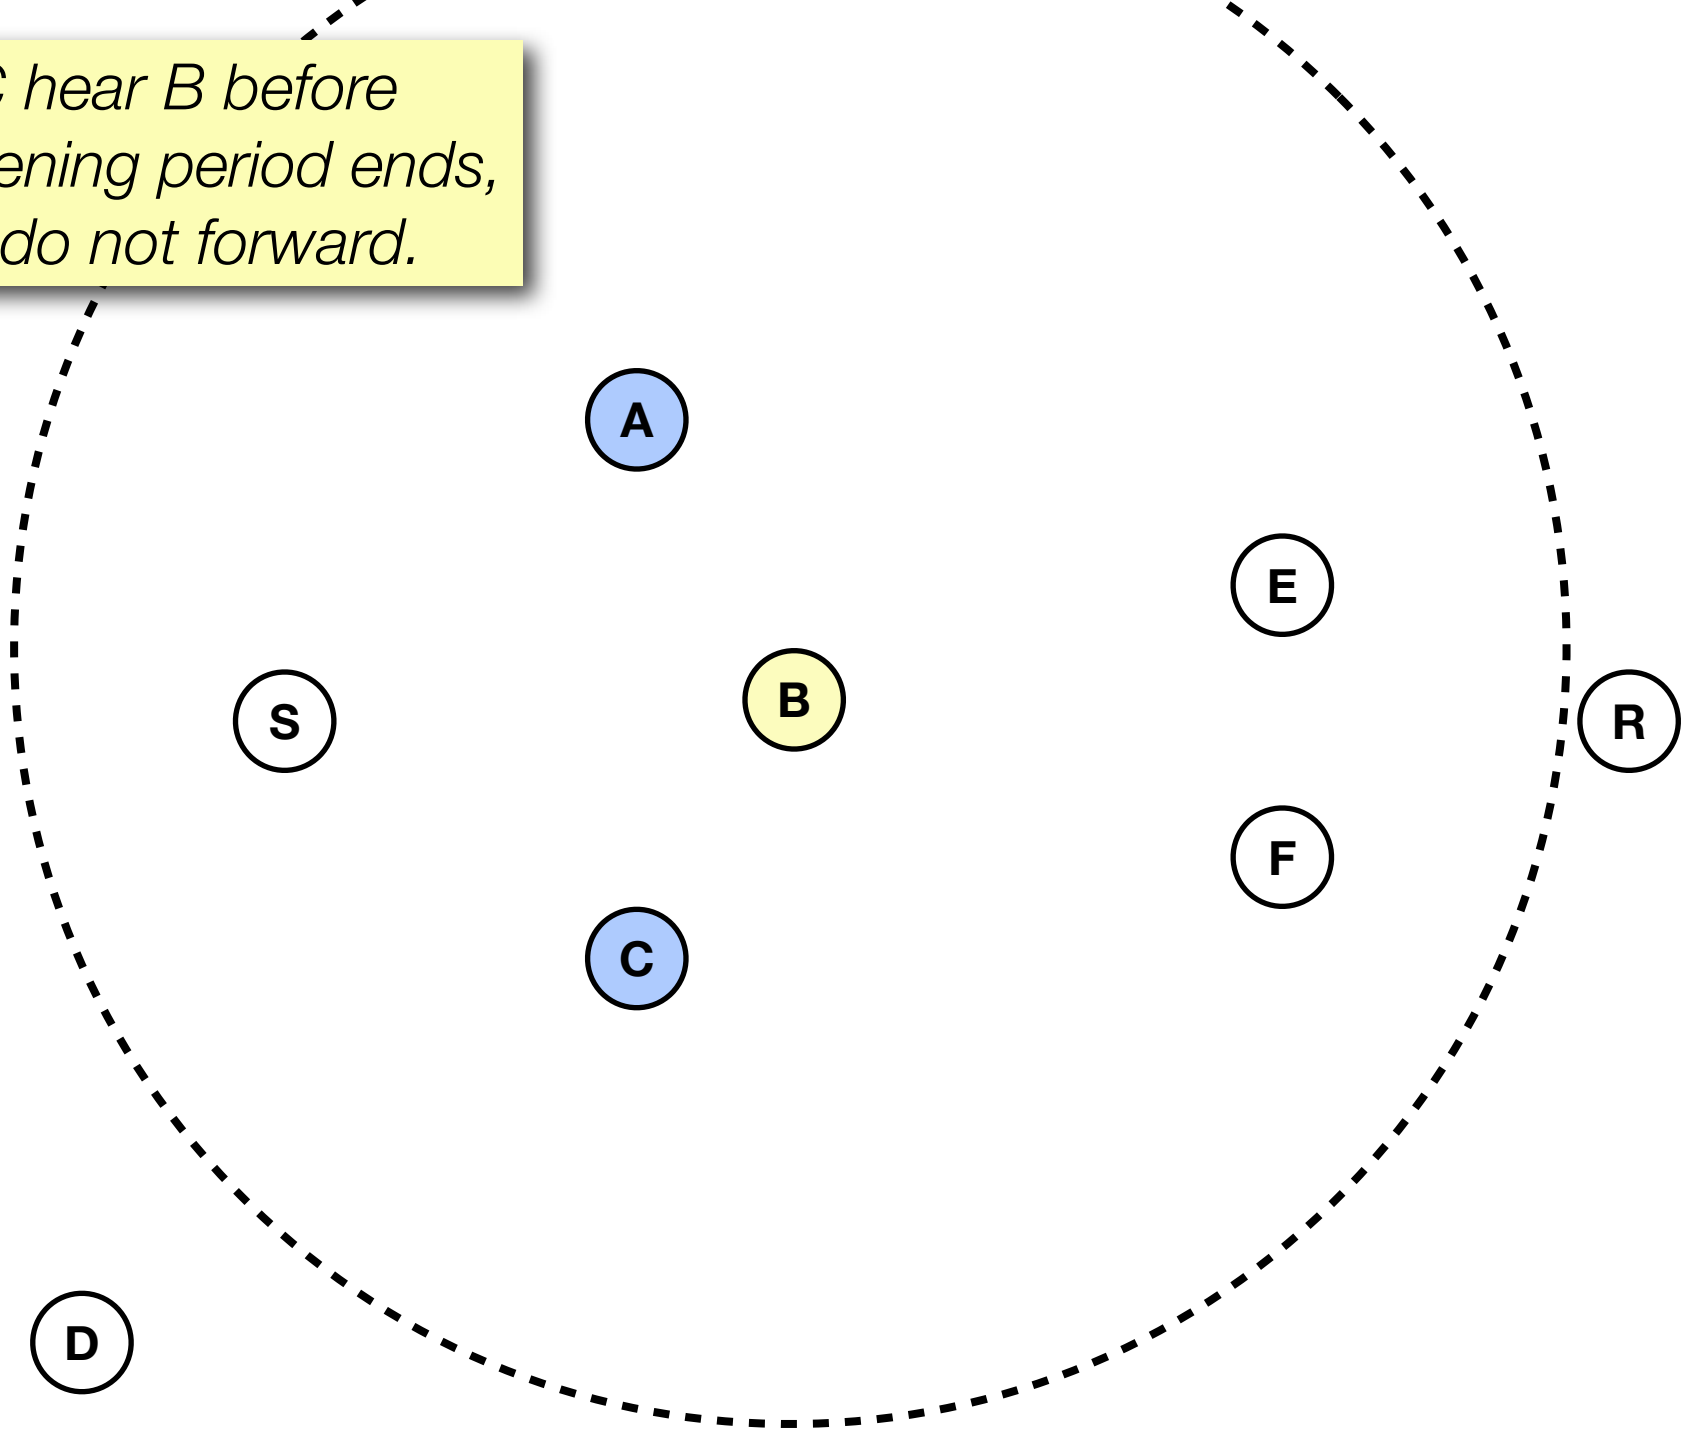 C hear B before
ening period ends,
do not forward.
A
E
B
S
R
F
C
D